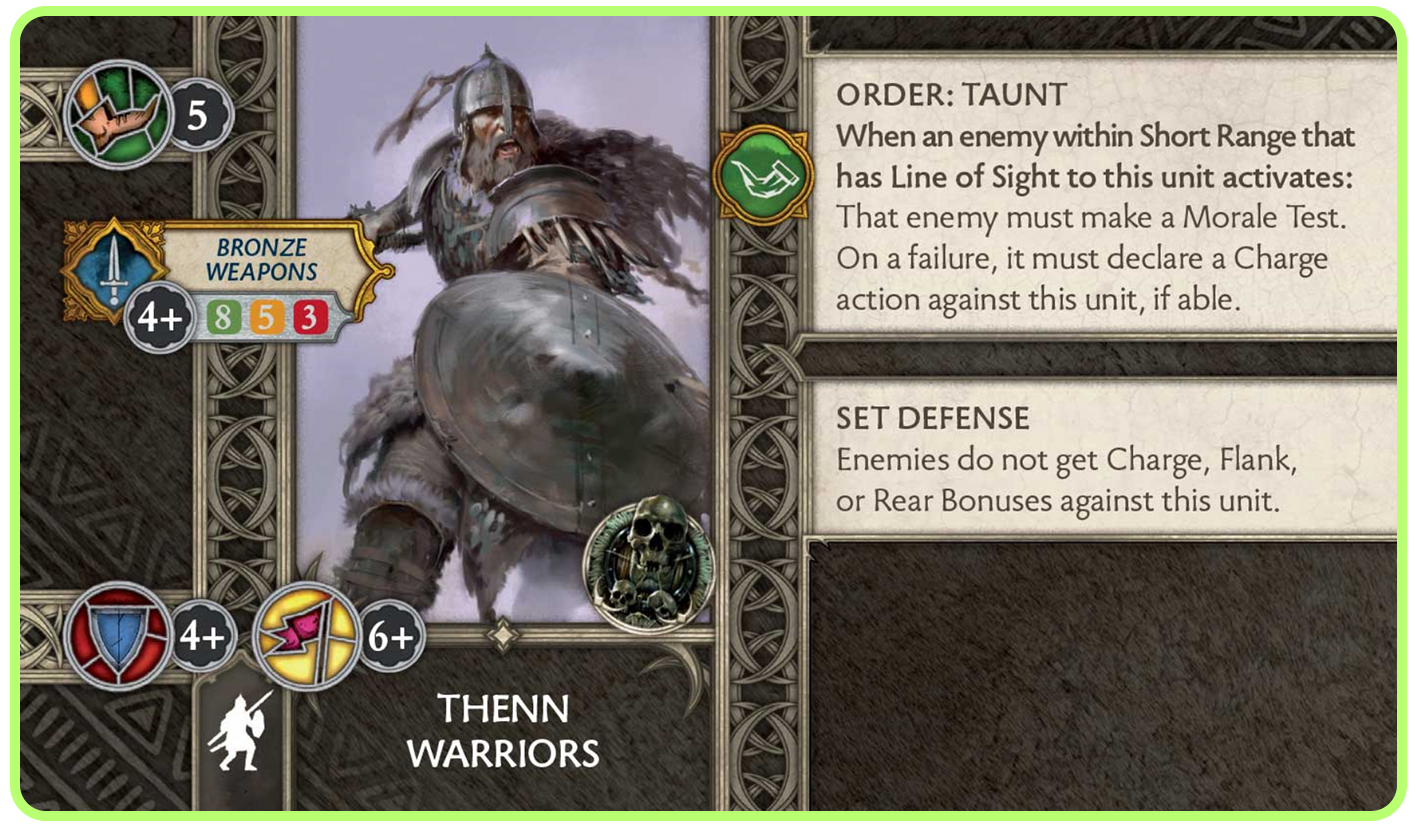 5
BRONZE
WEAPONS
4+ 8 5 3
4+ 6+
THENN
WARRIORS
ORDER: TAUNT
When an enemy within Short Range that
has Line of Sight to this unit activates:
That enemy must make a Morale Test.
On a failure, it must declare a Charge
action against this unit, if able.
SET DEFENSE
Enemies do not get Charge, Flank,
or Rear Bonuses against this unit.